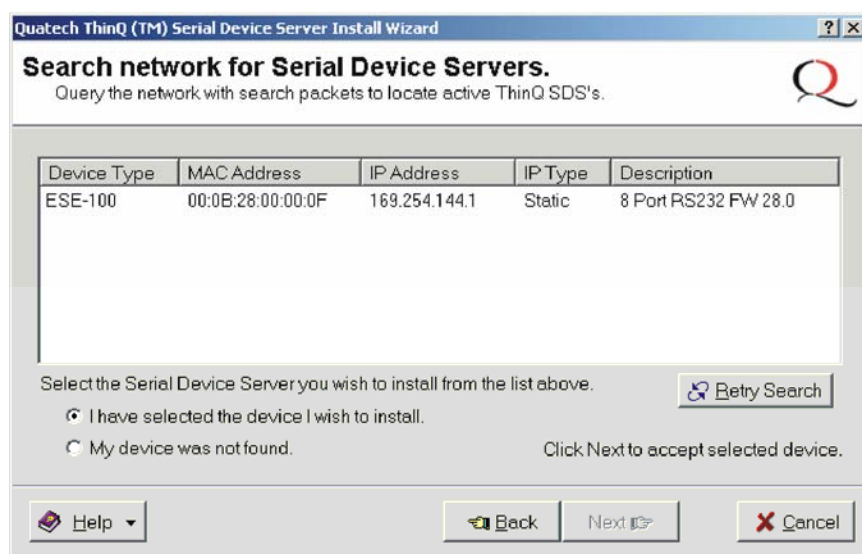 Quatech ThinQ (TM) Serial Device Server Install Wizard
Search network for Serial Device Servers.
Query the network with search packets to locate active ThinQ SDS's.
Device Type MAC Address IP Address IP Type Description
ESE-100 00:0B:28:00:00:0F 169.254.144.1 Static 8 Port RS232 FW 28.0
Select the Serial Device Server you wish to install from the list above.
Retry Search
I have selected the device I wish to install.
My device was not found.
Click Next to accept selected device.
Help Back Next Cancel